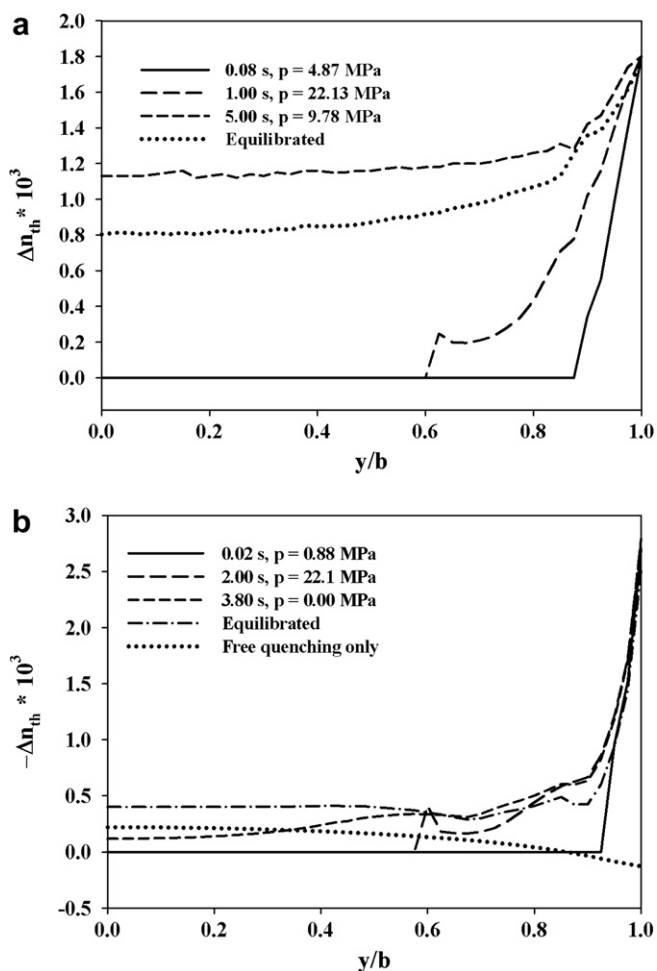 a
2.0
1.8
1.6
1.4
1.2
1.0
0.8
0.6
0.4
0.2
0.0
Δn_th * 10^3
0.08 s, p = 4.87 MPa
1.00 s, p = 22.13 MPa
5.00 s, p = 9.78 MPa
Equilibrated
0.0 0.2 0.4 0.6 0.8 1.0
y/b
b
3.0
2.5
2.0
1.5
1.0
0.5
0.0
-0.5
−Δn_th * 10^3
0.02 s, p = 0.88 MPa
2.00 s, p = 22.1 MPa
3.80 s, p = 0.00 MPa
Equilibrated
Free quenching only
0.0 0.2 0.4 0.6 0.8 1.0
y/b